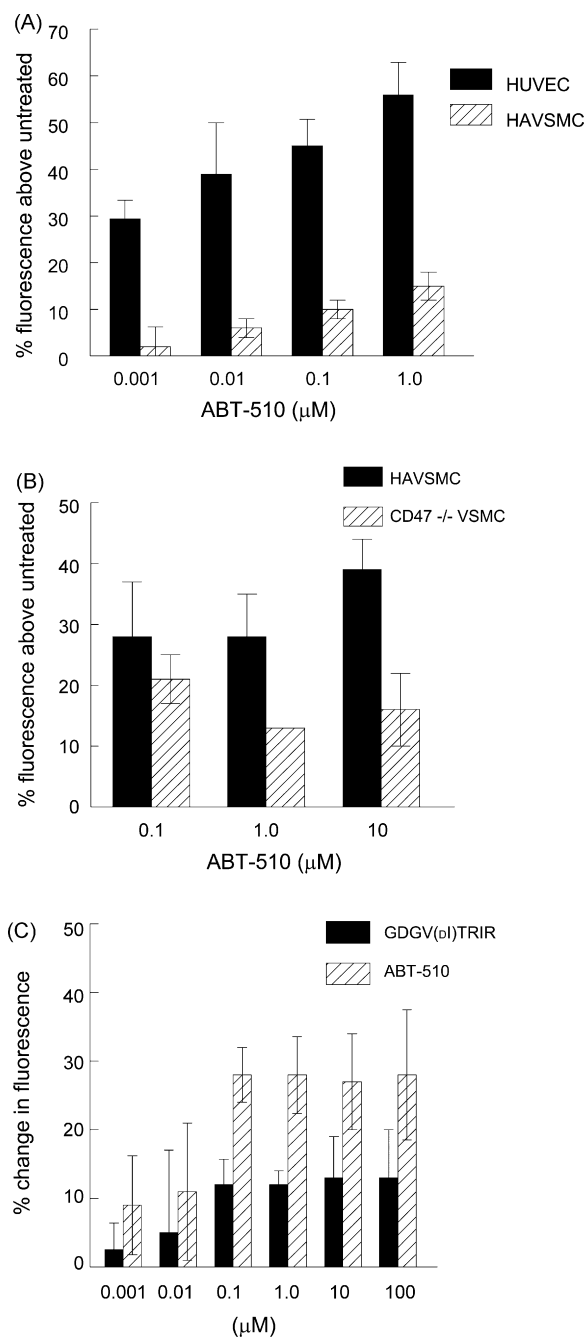 (A)
% fluorescence above untreated
70
60
50
40
30
20
10
0
HUVEC
HAVSMC
0.001 0.01 0.1 1.0
ABT-510 (μM)
(B)
% fluorescence above untreated
50
40
30
20
10
0
HAVSMC
CD47 -/- VSMC
0.1 1.0 10
ABT-510 (μM)
(C)
% change in fluorescence
50
40
30
20
10
0
GDGV(DI)TRIR
ABT-510
0.001 0.01 0.1 1.0 10 100
(μM)